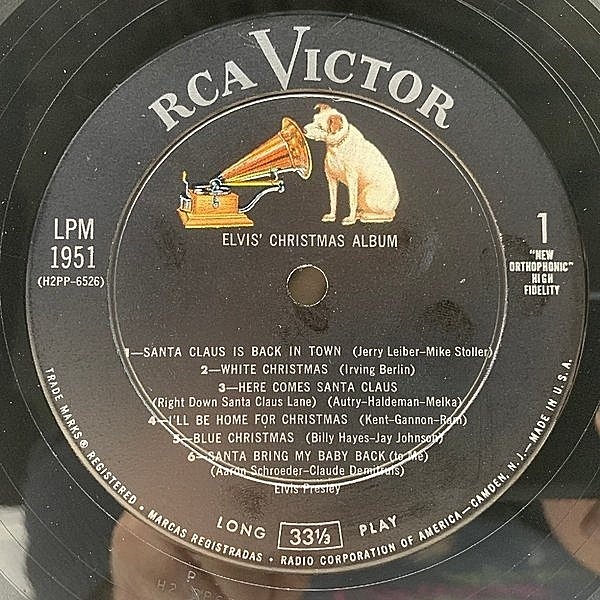 RCA VICTOR
ELVIS' CHRISTMAS ALBUM
LPM
1951
(H2PP-6526)
1
"NEW
ORTHOPHONIC"
HIGH
FIDELITY
1—SANTA CLAUS IS BACK IN TOWN (Jerry Leiber-Mike Stoller)
2—WHITE CHRISTMAS (Irving Berlin)
3—HERE COMES SANTA CLAUS
(Right Down Santa Claus Lane) (Autry-Haldeman-Melka)
4—I'LL BE HOME FOR CHRISTMAS (Kent-Gannon-Ram)
5—BLUE CHRISTMAS (Billy Hayes-Jay Johnson)
6—SANTA BRING MY BABY BACK (to Me)
(Aaron Schroeder-Claude Demitruis)
Elvis Presley
LONG 33⅓ PLAY
TRADE MARKS ® REGISTERED • MARCAS REGISTRADAS • RADIO CORPORATION OF AMERICA—CAMDEN, N. J.—MADE IN U.S.A.